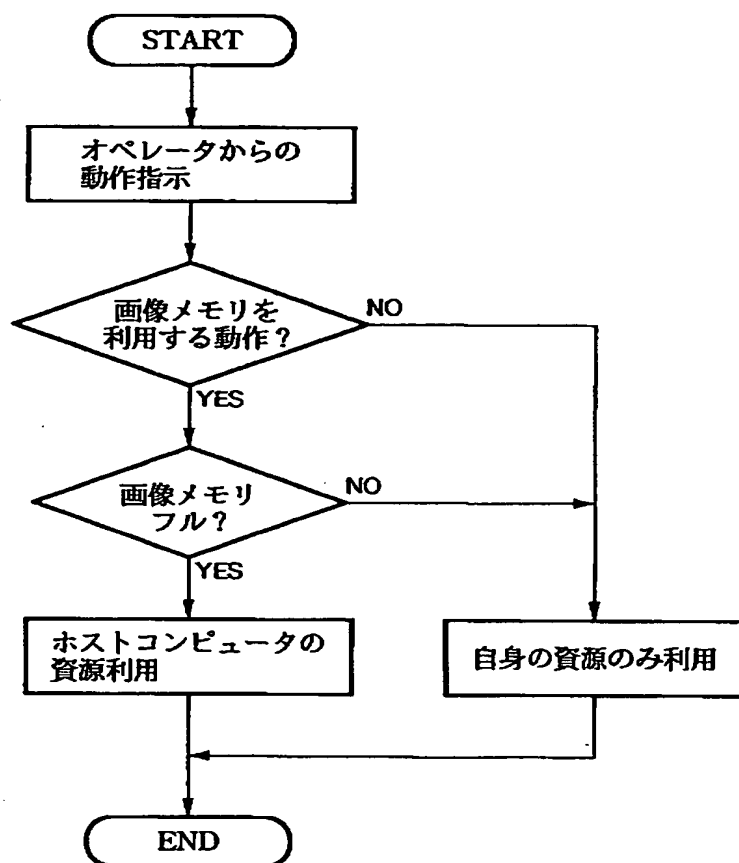 START
オペレータからの
動作指示
画像メモリを
利用する動作？
NO
YES
画像メモリ
フル？
NO
YES
ホストコンピュータの
資源利用
自身の資源のみ利用
END